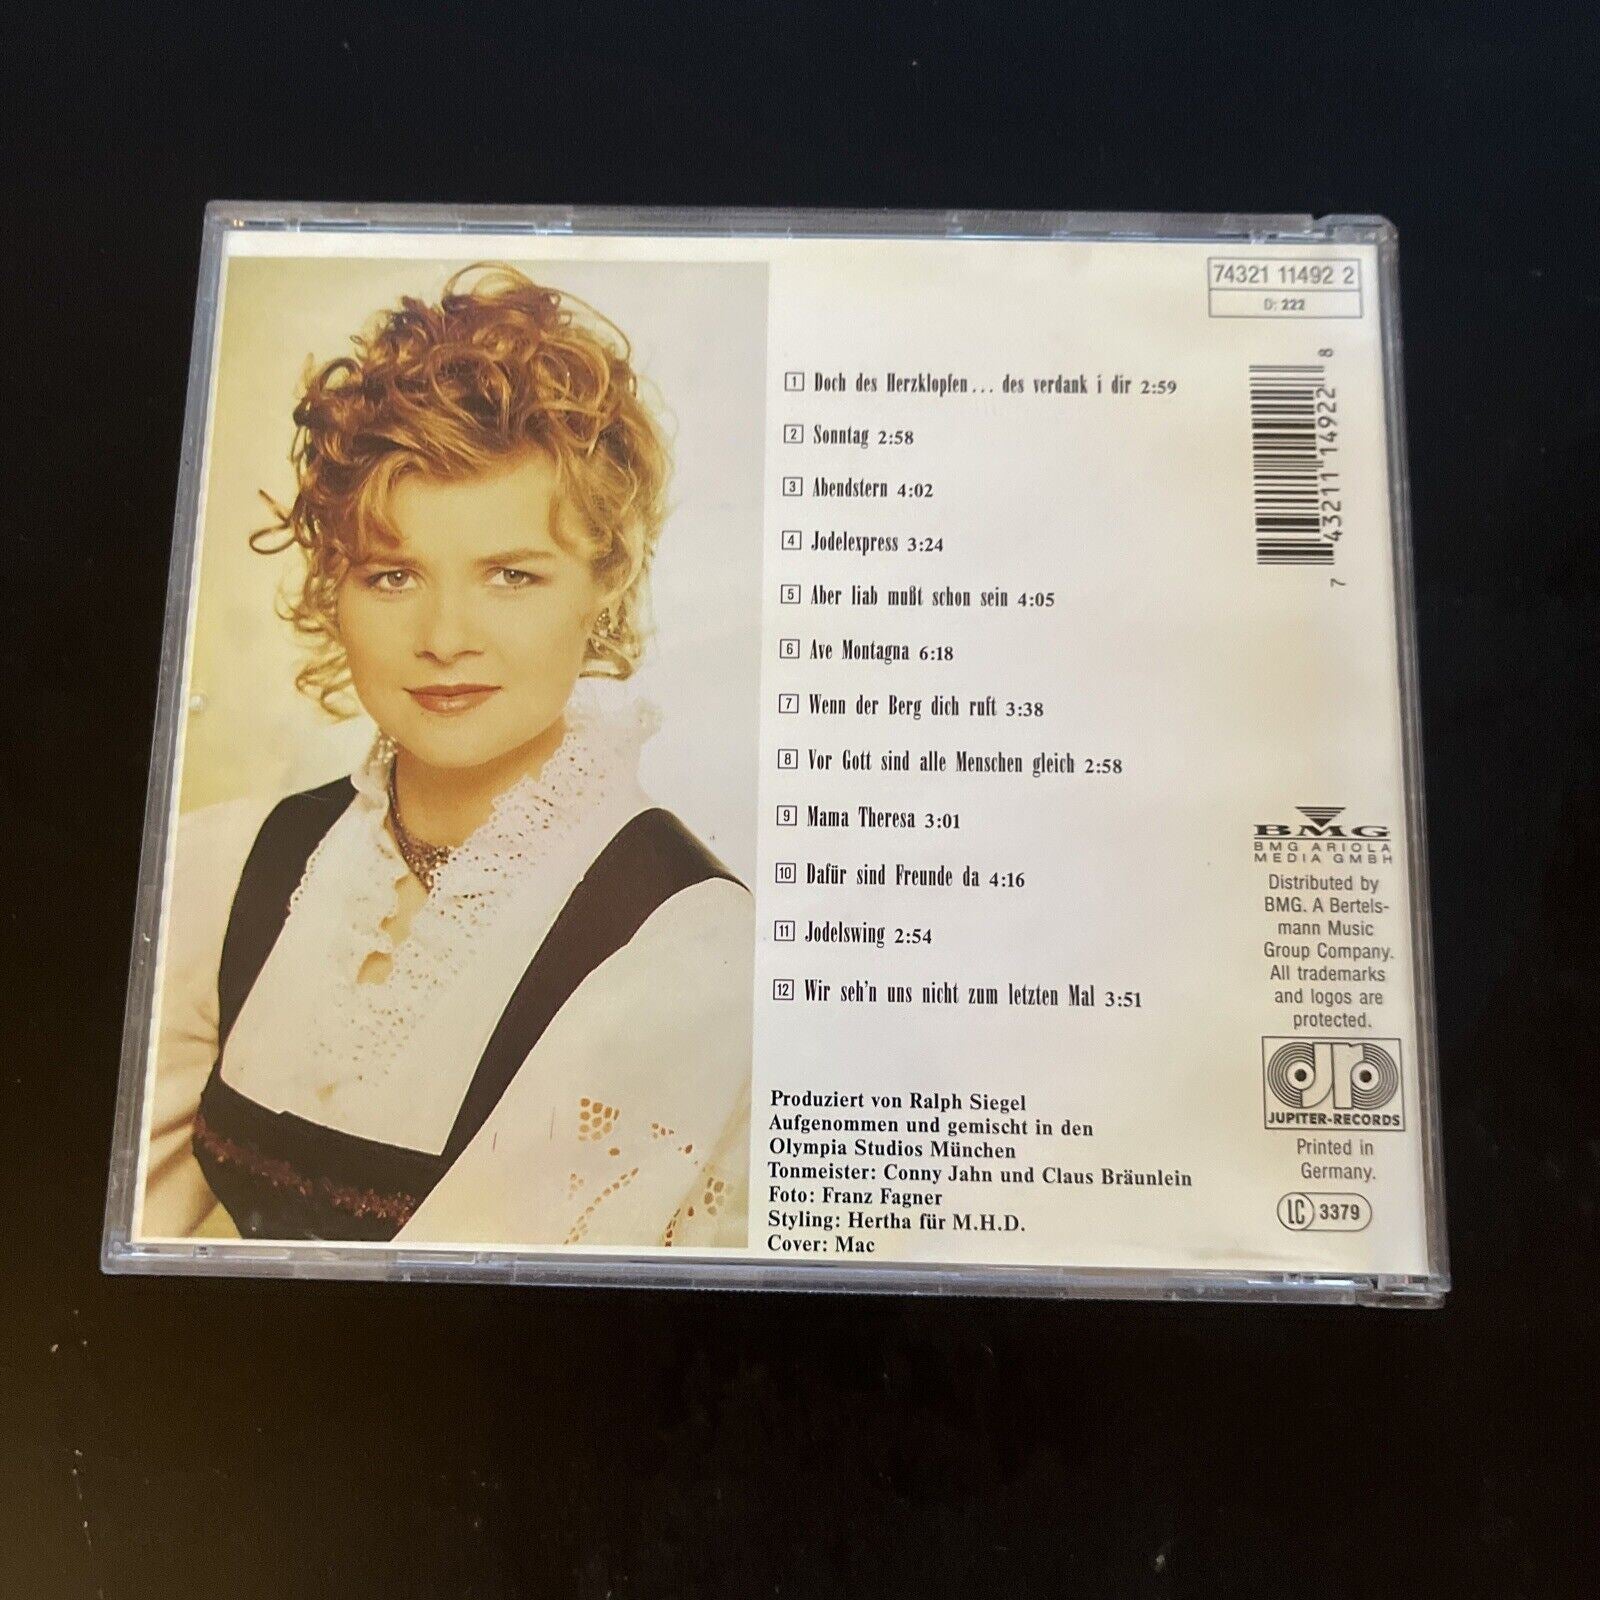 74321 11492 2
D: 222
1 Doch des Herzklopfen... des verdank i dir 2:59
2 Sonntag 2:58
3 Abendstern 4:02
4 Jodelexpress 3:24
5 Aber liab mußt schon sein 4:05
6 Ave Montagna 6:18
7 Wenn der Berg dich ruft 3:38
8 Vor Gott sind alle Menschen gleich 2:58
9 Mama Theresa 3:01
10 Dafür sind Freunde da 4:16
11 Jodelswing 2:54
12 Wir seh'n uns nicht zum letzten Mal 3:51
Produziert von Ralph Siegel
Aufgenommen und gemischt in den
Olympia Studios München
Tonmeister: Conny Jahn und Claus Bräunlein
Foto: Franz Fagner
Styling: Hertha für M.H.D.
Cover: Mac
7 43211 14922 8
BMG
BMG ARIOLA
MEDIA GMBH
Distributed by
BMG. A Bertels-
mann Music
Group Company.
All trademarks
and logos are
protected.
jr
JUPITER-RECORDS
Printed in
Germany.
LC 3379